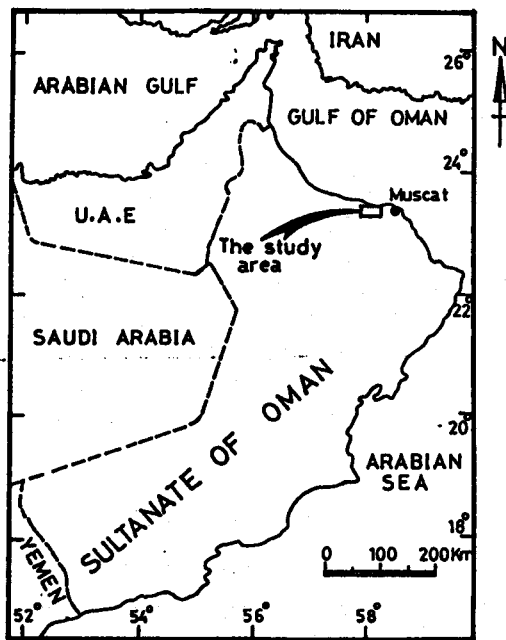 IRAN
N
26°
ARABIAN GULF
GULF OF OMAN
24°
Muscat
U.A.E
The study
area
22°
SAUDI ARABIA
SULTANATE OF OMAN
20°
ARABIAN
SEA
18°
YEMEN
0 100 200Km
52° 54° 56° 58°